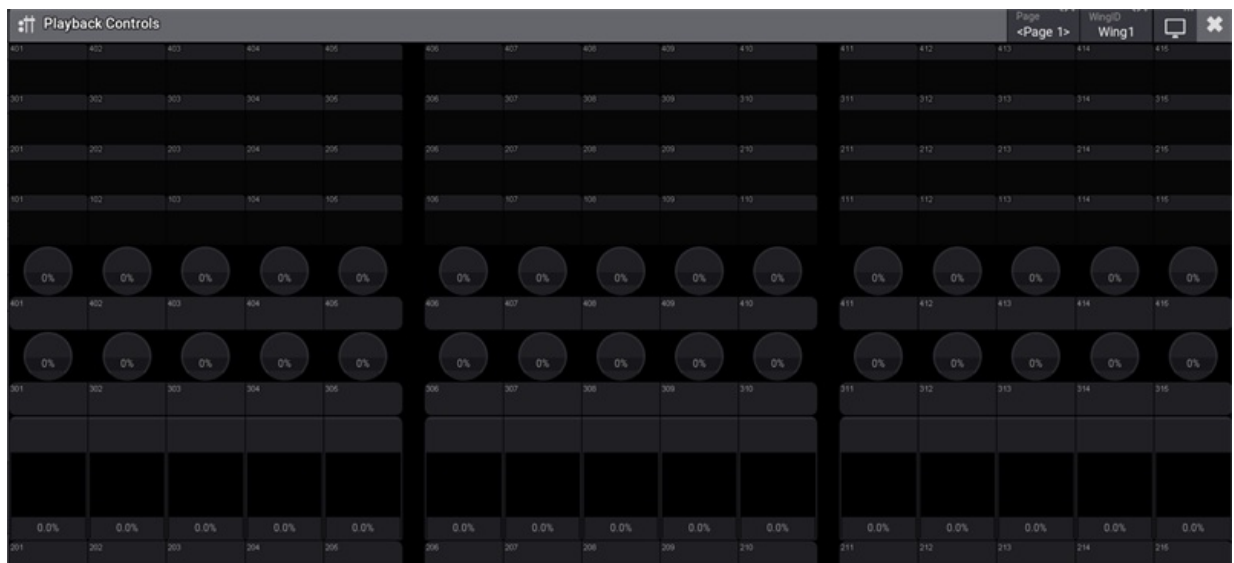 Playback Controls
Page WingID
<Page 1> Wing1
401 402 403 404 405 406 407 408 409 410 411 412 413 414 415
301 302 303 304 305 306 307 308 309 310 311 312 313 314 315
201 202 203 204 205 206 207 208 209 210 211 212 213 214 215
101 102 103 104 105 106 107 108 109 110 111 112 113 114 115
0% 0% 0% 0% 0% 0% 0% 0% 0% 0% 0% 0% 0% 0% 0%
401 402 403 404 405 406 407 408 409 410 411 412 413 414 415
0% 0% 0% 0% 0% 0% 0% 0% 0% 0% 0% 0% 0% 0% 0%
301 302 303 304 305 306 307 308 309 310 311 312 313 314 315
0.0% 0.0% 0.0% 0.0% 0.0% 0.0% 0.0% 0.0% 0.0% 0.0% 0.0% 0.0% 0.0% 0.0% 0.0%
201 202 203 204 205 206 207 208 209 210 211 212 213 214 215